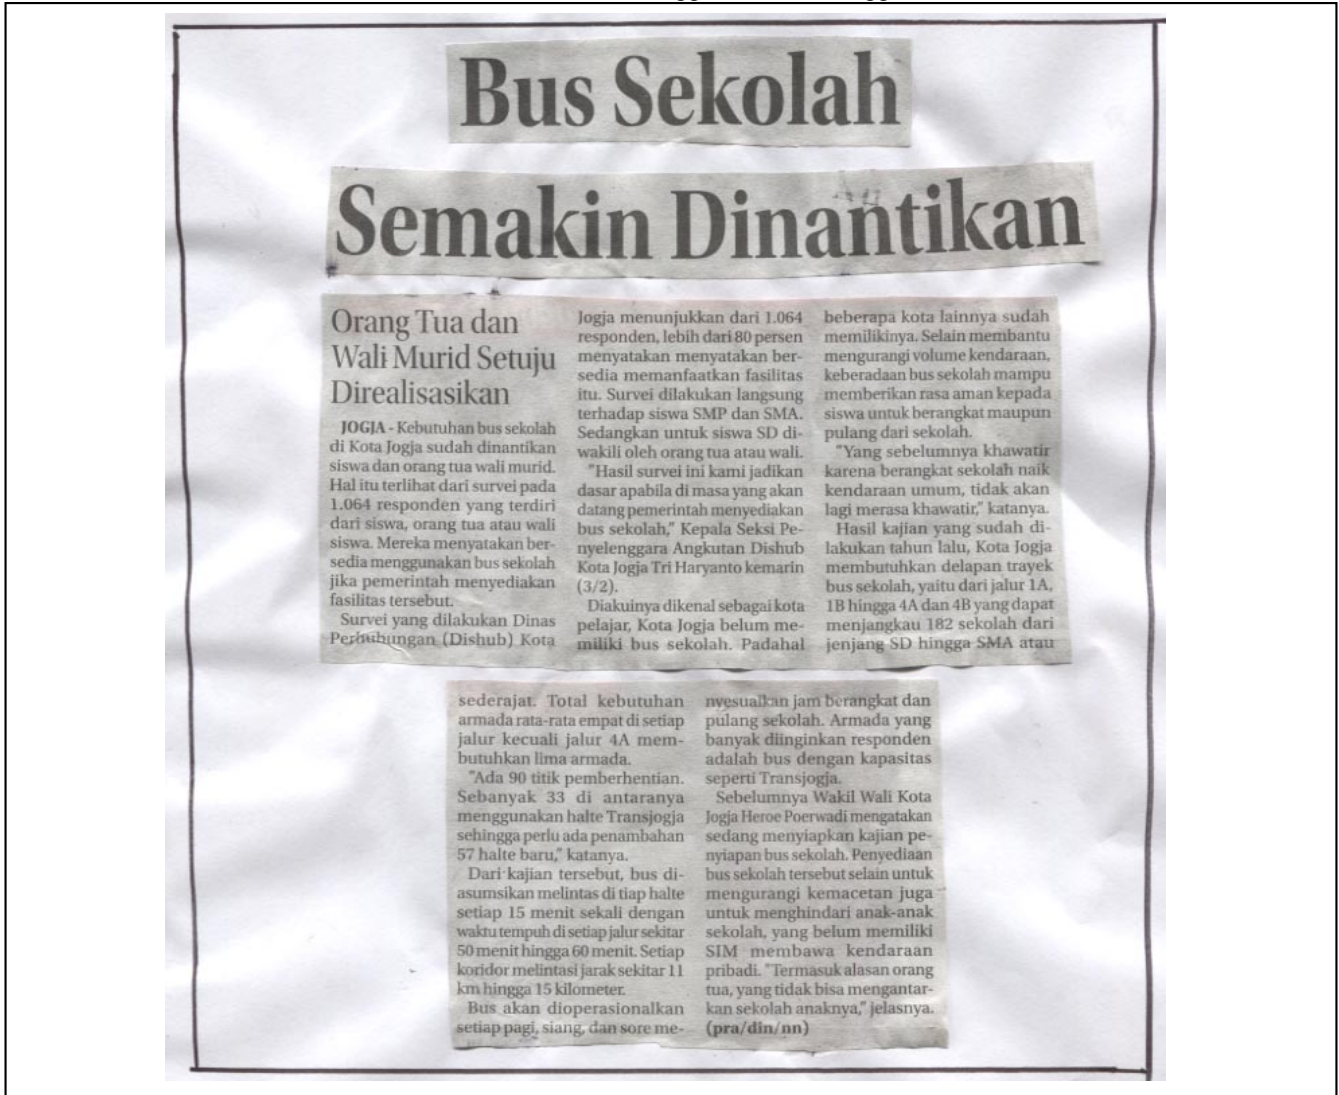 Bus Sekolah
Semakin Dinantikan
Orang Tua dan
Wali Murid Setuju
Direalisasikan
JOGJA - Kebutuhan bus sekolah
di Kota Jogja sudah dinantikan
siswa dan orang tua wali murid.
Hal itu terlihat dari survei pada
1.064 responden yang terdiri
dari siswa, orang tua atau wali
siswa. Mereka menyatakan ber-
sedia menggunakan bus sekolah
jika pemerintah menyediakan
fasilitas tersebut.
Survei yang dilakukan Dinas
Perhubungan (Dishub) Kota
Jogja menunjukkan dari 1.064
responden, lebih dari 80 persen
menyatakan menyatakan ber-
sedia memanfaatkan fasilitas
itu. Survei dilakukan langsung
terhadap siswa SMP dan SMA.
Sedangkan untuk siswa SD di-
wakili oleh orang tua atau wali.
"Hasil survei ini kami jadikan
dasar apabila di masa yang akan
datang pemerintah menyediakan
bus sekolah," Kepala Seksi Pe-
nyelenggara Angkutan Dishub
Kota Jogja Tri Haryanto kemarin
(3/2).
Diakuinya dikenal sebagai kota
pelajar, Kota Jogja belum me-
miliki bus sekolah. Padahal
beberapa kota lainnya sudah
memilikinya. Selain membantu
mengurangi volume kendaraan,
keberadaan bus sekolah mampu
memberikan rasa aman kepada
siswa untuk berangkat maupun
pulang dari sekolah.
"Yang sebelumnya khawatir
karena berangkat sekolah naik
kendaraan umum, tidak akan
lagi merasa khawatir," katanya.
Hasil kajian yang sudah di-
lakukan tahun lalu, Kota Jogja
membutuhkan delapan trayek
bus sekolah, yaitu dari jalur 1A,
1B hingga 4A dan 4B yang dapat
menjangkau 182 sekolah dari
jenjang SD hingga SMA atau
sederajat. Total kebutuhan
armada rata-rata empat di setiap
jalur kecuali jalur 4A mem-
butuhkan lima armada.
"Ada 90 titik pemberhentian.
Sebanyak 33 di antaranya
menggunakan halte Transjogja
sehingga perlu ada penambahan
57 halte baru," katanya.
Dari kajian tersebut, bus di-
asumsikan melintas di tiap halte
setiap 15 menit sekali dengan
waktu tempuh di setiap jalur sekitar
50 menit hingga 60 menit. Setiap
koridor melintasi jarak sekitar 11
km hingga 15 kilometer.
Bus akan dioperasionalkan
setiap pagi, siang, dan sore me-
nyesuaikan jam berangkat dan
pulang sekolah. Armada yang
banyak diinginkan responden
adalah bus dengan kapasitas
seperti Transjogja.
Sebelumnya Wakil Wali Kota
Jogja Heroe Poerwadi mengatakan
sedang menyiapkan kajian pe-
nyiapan bus sekolah. Penyediaan
bus sekolah tersebut selain untuk
mengurangi kemacetan juga
untuk menghindari anak-anak
sekolah, yang belum memiliki
SIM membawa kendaraan
pribadi. "Termasuk alasan orang
tua, yang tidak bisa mengantar-
kan sekolah anaknya," jelasnya.
(pra/din/nn)